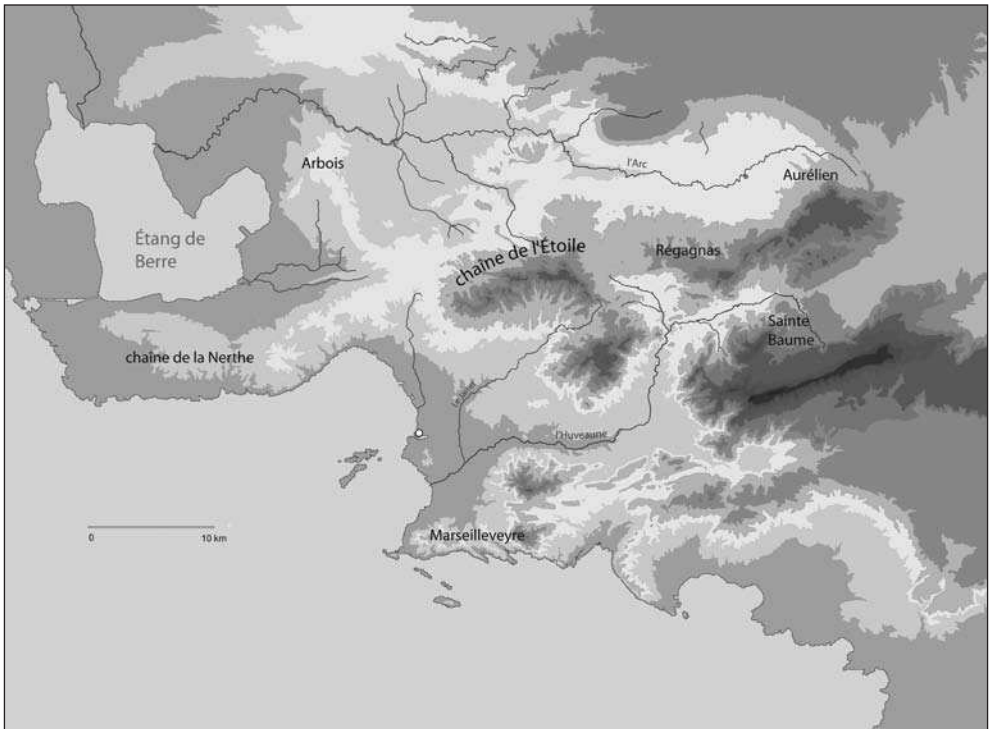 l'Arc
Arbois
Aurélien
Étang de
Berre
chaîne de l'Étoile
Régagnas
Sainte
Baume
chaîne de la Nerthe
l'Huveaune
0
10 km
Marseilleveyre